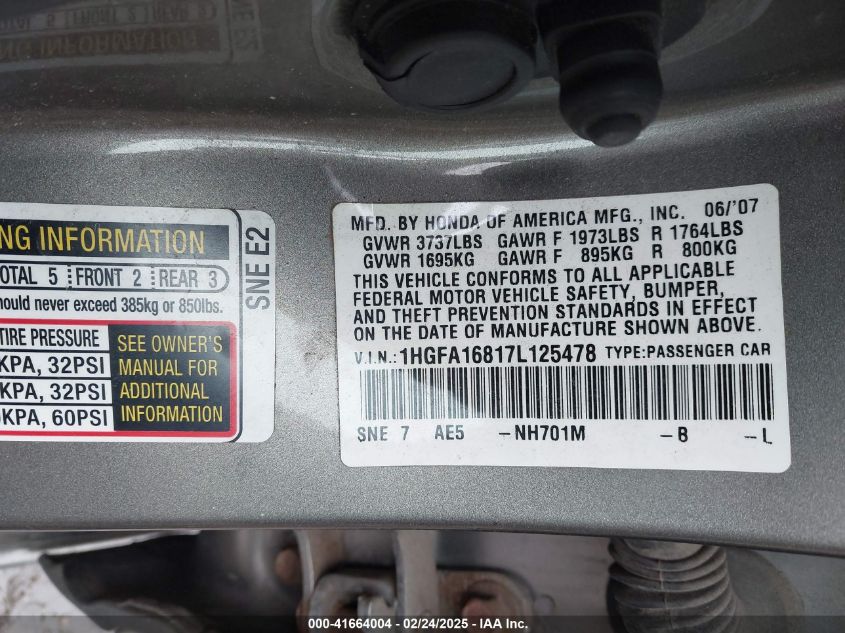 NG INFORMATION
TOTAL 5 FRONT 2 REAR 3
hould never exceed 385kg or 850lbs.
TIRE PRESSURE
KPA, 32PSI
KPA, 32PSI
KPA, 60PSI
SEE OWNER'S
MANUAL FOR
ADDITIONAL
INFORMATION
SNE E2
MFD. BY HONDA OF AMERICA MFG., INC. 06/'07
GVWR 3737LBS GAWR F 1973LBS R 1764LBS
GVWR 1695KG GAWR F 895KG R 800KG
THIS VEHICLE CONFORMS TO ALL APPLICABLE
FEDERAL MOTOR VEHICLE SAFETY, BUMPER,
AND THEFT PREVENTION STANDARDS IN EFFECT
ON THE DATE OF MANUFACTURE SHOWN ABOVE.
V.I.N.:1HGFA16817L125478 TYPE:PASSENGER CAR
SNE 7 AE5 -NH701M -B -L
000-41664004 - 02/24/2025 - IAAI.com